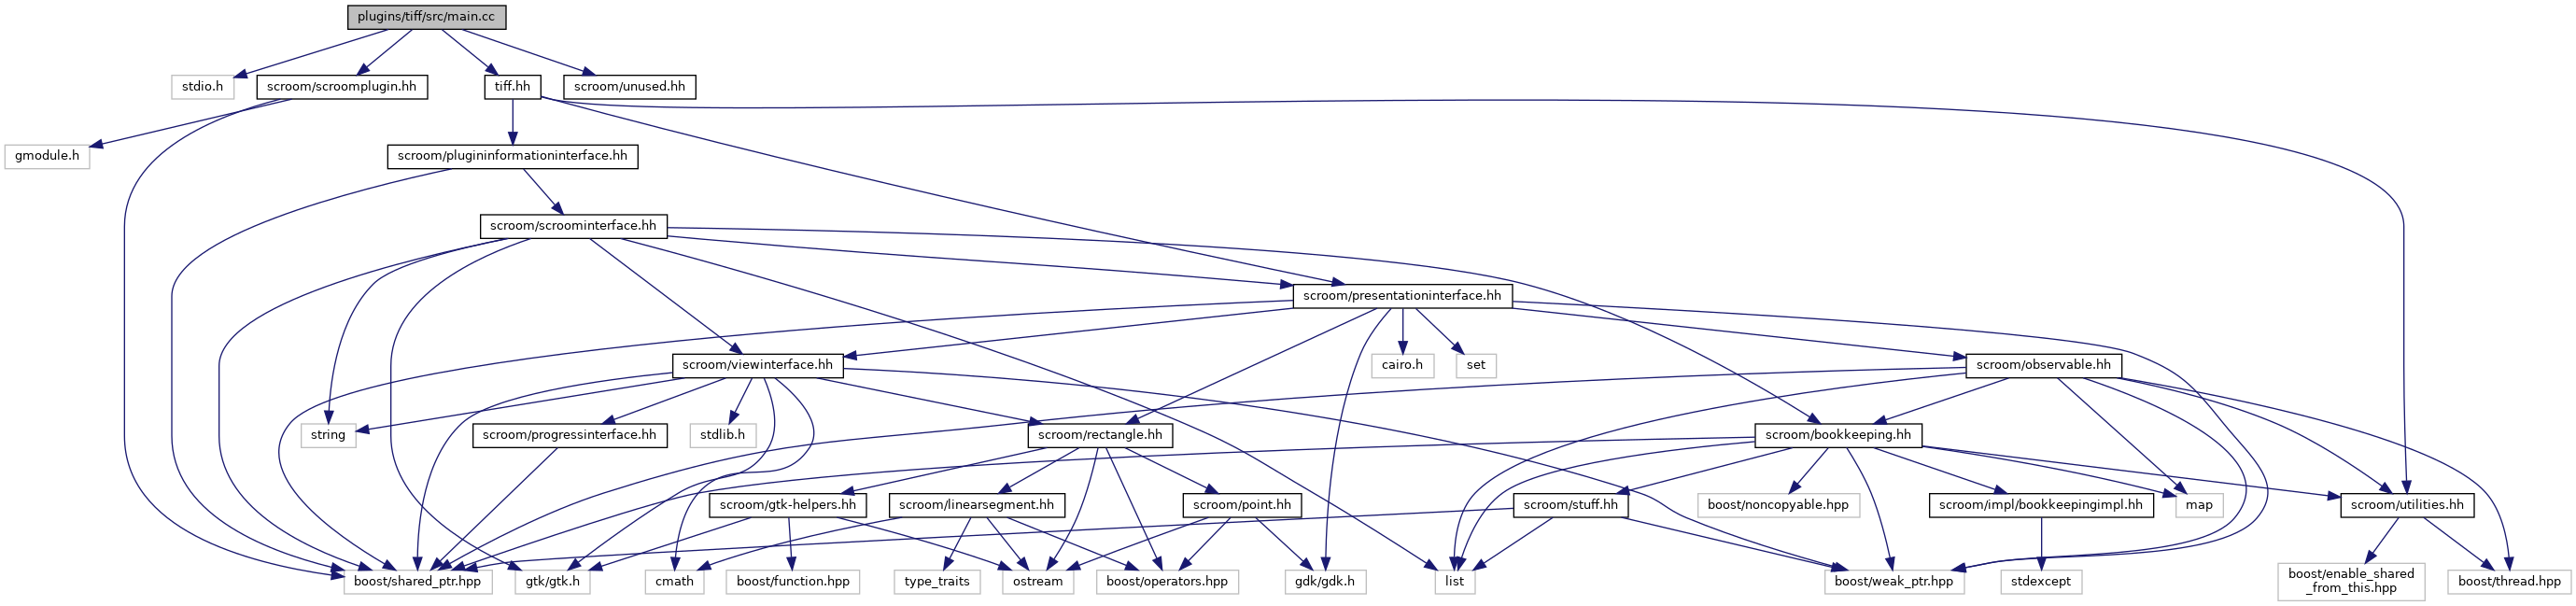 plugins/tiff/src/main.cc
stdio.h
scroom/scroomplugin.hh
tiff.hh
scroom/unused.hh
gmodule.h
scroom/plugininformationinterface.hh
scroom/scroominterface.hh
scroom/presentationinterface.hh
scroom/viewinterface.hh
cairo.h
set
scroom/observable.hh
string
scroom/progressinterface.hh
stdlib.h
scroom/rectangle.hh
scroom/bookkeeping.hh
scroom/gtk-helpers.hh
scroom/linearsegment.hh
scroom/point.hh
scroom/stuff.hh
boost/noncopyable.hpp
scroom/impl/bookkeepingimpl.hh
map
scroom/utilities.hh
boost/shared_ptr.hpp
gtk/gtk.h
cmath
boost/function.hpp
type_traits
ostream
boost/operators.hpp
gdk/gdk.h
list
boost/weak_ptr.hpp
stdexcept
boost/enable_shared
_from_this.hpp
boost/thread.hpp